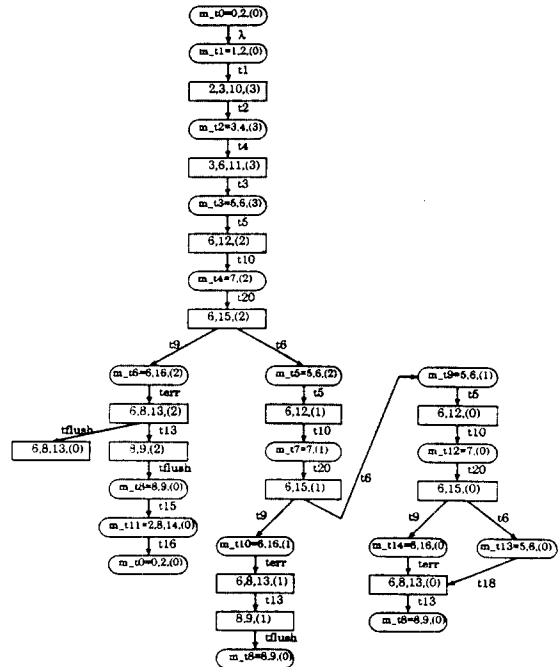 m_t0=0,2,(0)
λ
m_t1=1,2,(0)
t1
2,3,10,(3)
t2
m_t2=3,4,(3)
t4
3,6,11,(3)
t3
m_t3=5,6,(3)
t5
6,12,(2)
t10
m_t4=7,(2)
t20
6,15,(2)
t9
t6
m_t6=6,16,(2)
terr
6,8,13,(2)
tflush
t13
6,8,13,(0)
8,9,(2)
tflush
m_t8=8,9,(0)
t15
m_t11=2,8,14,(0)
t16
m_t0=0,2,(0)
m_t5=5,6,(2)
t5
6,12,(1)
t10
m_t7=7,(1)
t20
6,15,(1)
t9
t6
m_t10=6,16,(1
terr
6,8,13,(1)
t13
8,9,(1)
tflush
m_t8=8,9,(0)
m_t9=5,6,(1)
t5
6,12,(0)
t10
m_t12=7,(0)
t20
6,15,(0)
t9
t6
m_t14=6,16,(0)
m_t13=5,6,(0)
terr
t18
6,8,13,(0)
t13
m_t8=8,9,(0)